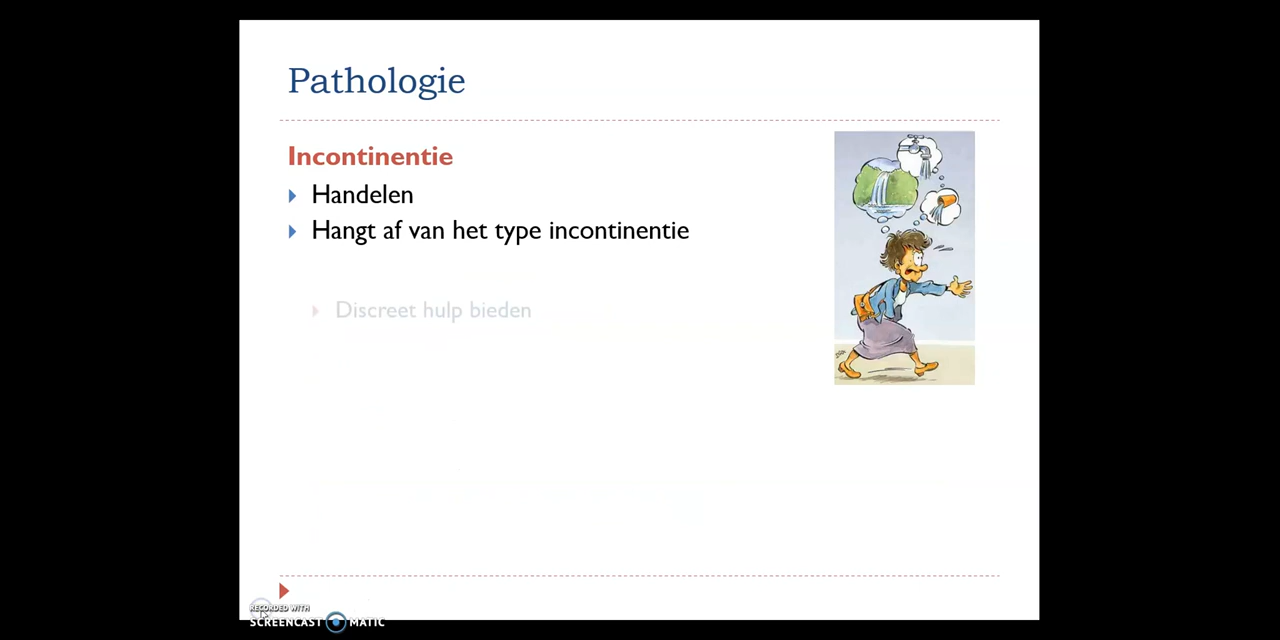 Pathologie
Incontinentie
Handelen
Hangt af van het type incontinentie
Discreet hulp bieden
RECORDED WITH
SCREENCAST MATIC